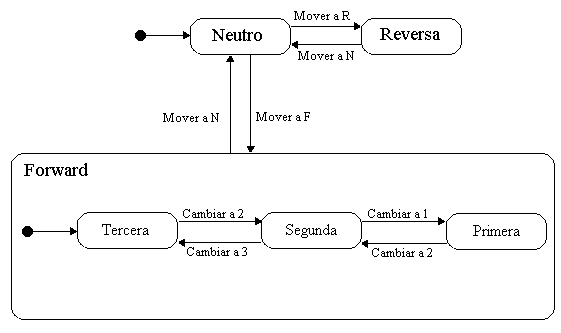 Mover a R
Neutro
Reversa
Mover a N
Mover a N
Mover a F
Forward
Cambiar a 2
Cambiar a 1
Tercera
Segunda
Primera
Cambiar a 3
Cambiar a 2